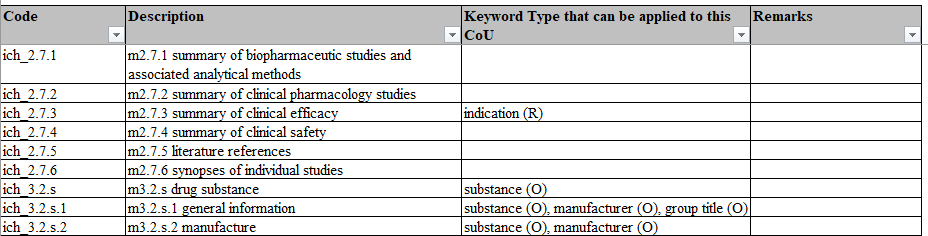 Code Description Keyword Type that can be applied to this Remarks
CoU
ich_2.7.1 m2.7.1 summary of biopharmaceutic studies and
associated analytical methods
ich_2.7.2 m2.7.2 summary of clinical pharmacology studies
ich_2.7.3 m2.7.3 summary of clinical efficacy indication (R)
ich_2.7.4 m2.7.4 summary of clinical safety
ich_2.7.5 m2.7.5 literature references
ich_2.7.6 m2.7.6 synopses of individual studies
ich_3.2.s m3.2.s drug substance substance (O)
ich_3.2.s.1 m3.2.s.1 general information substance (O), manufacturer (O), group title (O)
ich_3.2.s.2 m3.2.s.2 manufacture substance (O), manufacturer (O)